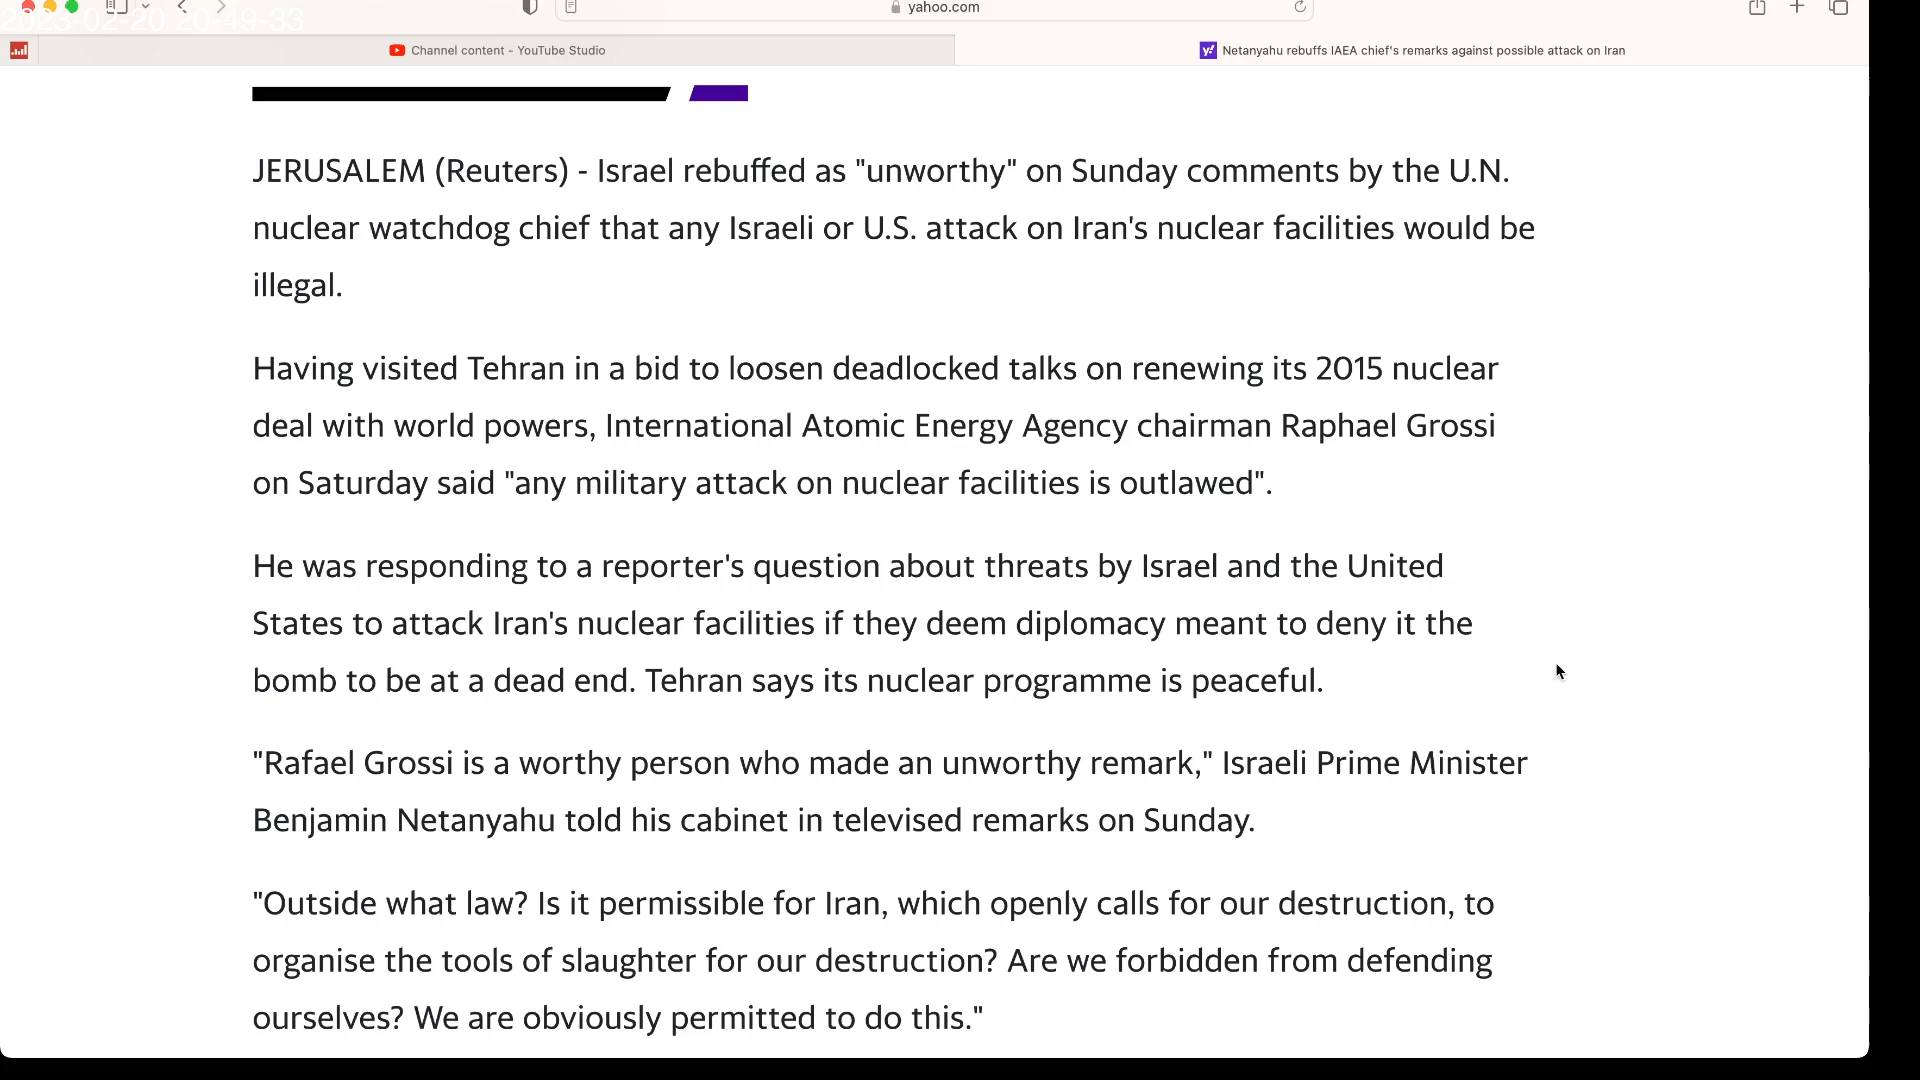 2023-02-20 20-49-33
yahoo.com
Channel content - YouTube Studio
y! Netanyahu rebuffs IAEA chief's remarks against possible attack on Iran
JERUSALEM (Reuters) - Israel rebuffed as "unworthy" on Sunday comments by the U.N.
nuclear watchdog chief that any Israeli or U.S. attack on Iran's nuclear facilities would be
illegal.
Having visited Tehran in a bid to loosen deadlocked talks on renewing its 2015 nuclear
deal with world powers, International Atomic Energy Agency chairman Raphael Grossi
on Saturday said "any military attack on nuclear facilities is outlawed".
He was responding to a reporter's question about threats by Israel and the United
States to attack Iran's nuclear facilities if they deem diplomacy meant to deny it the
bomb to be at a dead end. Tehran says its nuclear programme is peaceful.
"Rafael Grossi is a worthy person who made an unworthy remark," Israeli Prime Minister
Benjamin Netanyahu told his cabinet in televised remarks on Sunday.
"Outside what law? Is it permissible for Iran, which openly calls for our destruction, to
organise the tools of slaughter for our destruction? Are we forbidden from defending
ourselves? We are obviously permitted to do this."